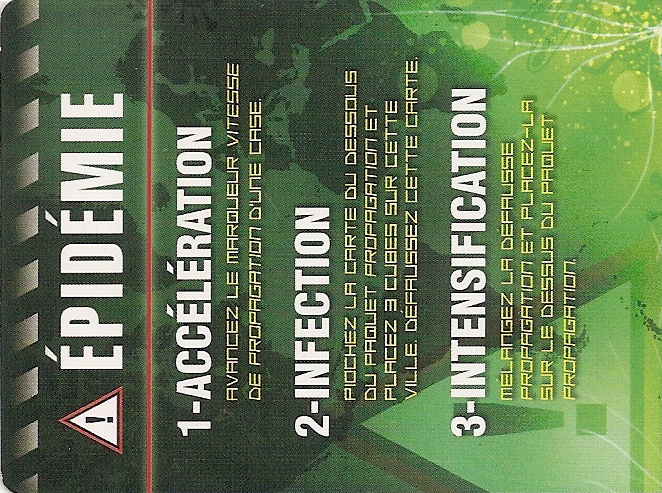 ÉPIDÉMIE
1-ACCÉLÉRATION
AVANCEZ LE MARQUEUR VITESSE
DE PROPAGATION D'UNE CASE.
2-INFECTION
PIOCHEZ LA CARTE DU DESSOUS
DU PAQUET PROPAGATION ET
PLACEZ 3 CUBES SUR CETTE
VILLE. DÉFAUSSEZ CETTE CARTE.
3-INTENSIFICATION
MÉLANGEZ LA DÉFAUSSE
PROPAGATION ET PLACEZ-LA
SUR LE DESSUS DU PAQUET
PROPAGATION.